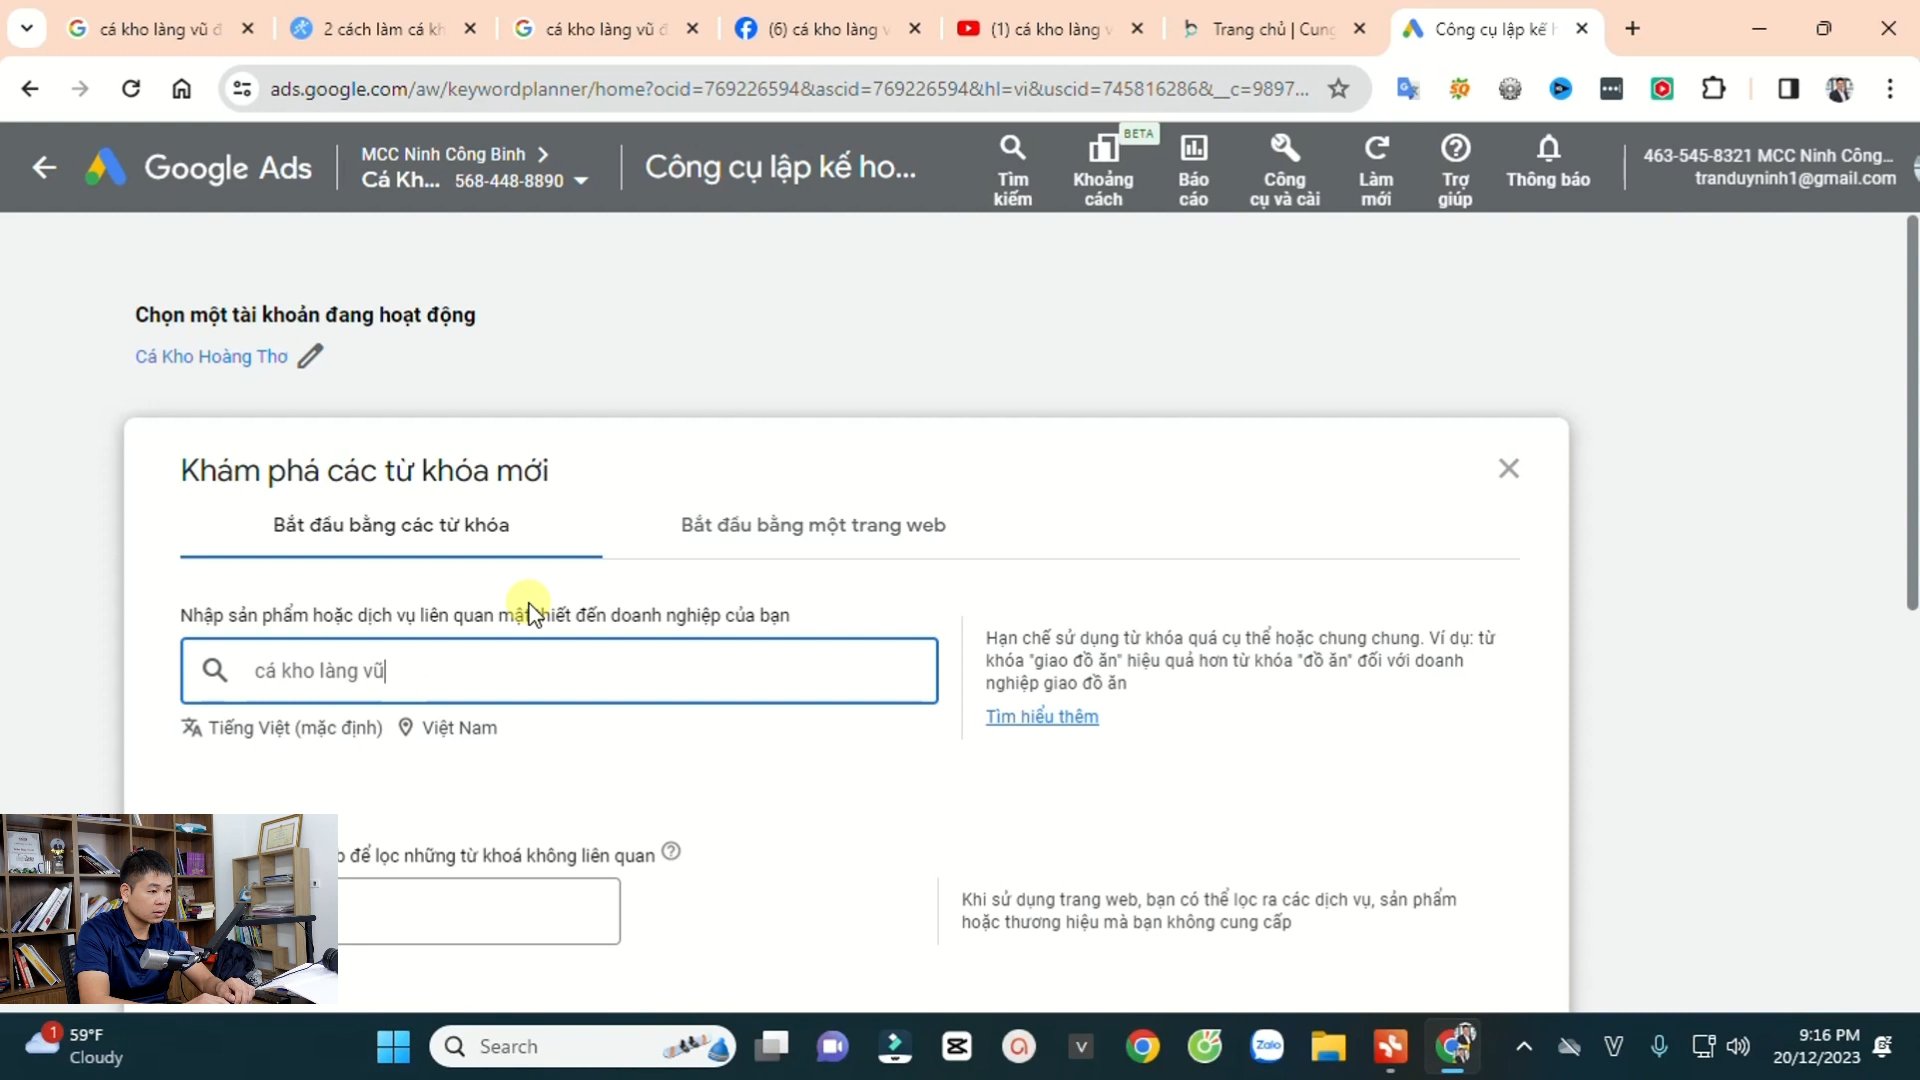 cá kho làng vũ đ
2 cách làm cá kh
cá kho làng vũ đ
(6) cá kho làng v
(1) cá kho làng v
Trang chủ | Cung
Công cụ lập kế h
ads.google.com/aw/keywordplanner/home?ocid=769226594&ascid=769226594&hl=vi&uscid=745816286&__c=9897...
Google Ads
MCC Ninh Công Binh
Cá Kh... 568-448-8890
Công cụ lập kế ho...
Tìm kiếm
BETA
Khoảng cách
Báo cáo
Công cụ và cài
Làm mới
Trợ giúp
Thông báo
463-545-8321 MCC Ninh Công...
tranduyninh1@gmail.com
Chọn một tài khoản đang hoạt động
Cá Kho Hoàng Thơ
Khám phá các từ khóa mới
Bắt đầu bằng các từ khóa
Bắt đầu bằng một trang web
Nhập sản phẩm hoặc dịch vụ liên quan mật thiết đến doanh nghiệp của bạn
cá kho làng vũ
Tiếng Việt (mặc định) Việt Nam
Hạn chế sử dụng từ khóa quá cụ thể hoặc chung chung. Ví dụ: từ
khóa "giao đồ ăn" hiệu quả hơn từ khóa "đồ ăn" đối với doanh
nghiệp giao đồ ăn
Tìm hiểu thêm
để lọc những từ khoá không liên quan
Khi sử dụng trang web, bạn có thể lọc ra các dịch vụ, sản phẩm
hoặc thương hiệu mà bạn không cung cấp
1
59°F
Cloudy
Search
Zalo
9:16 PM
20/12/2023